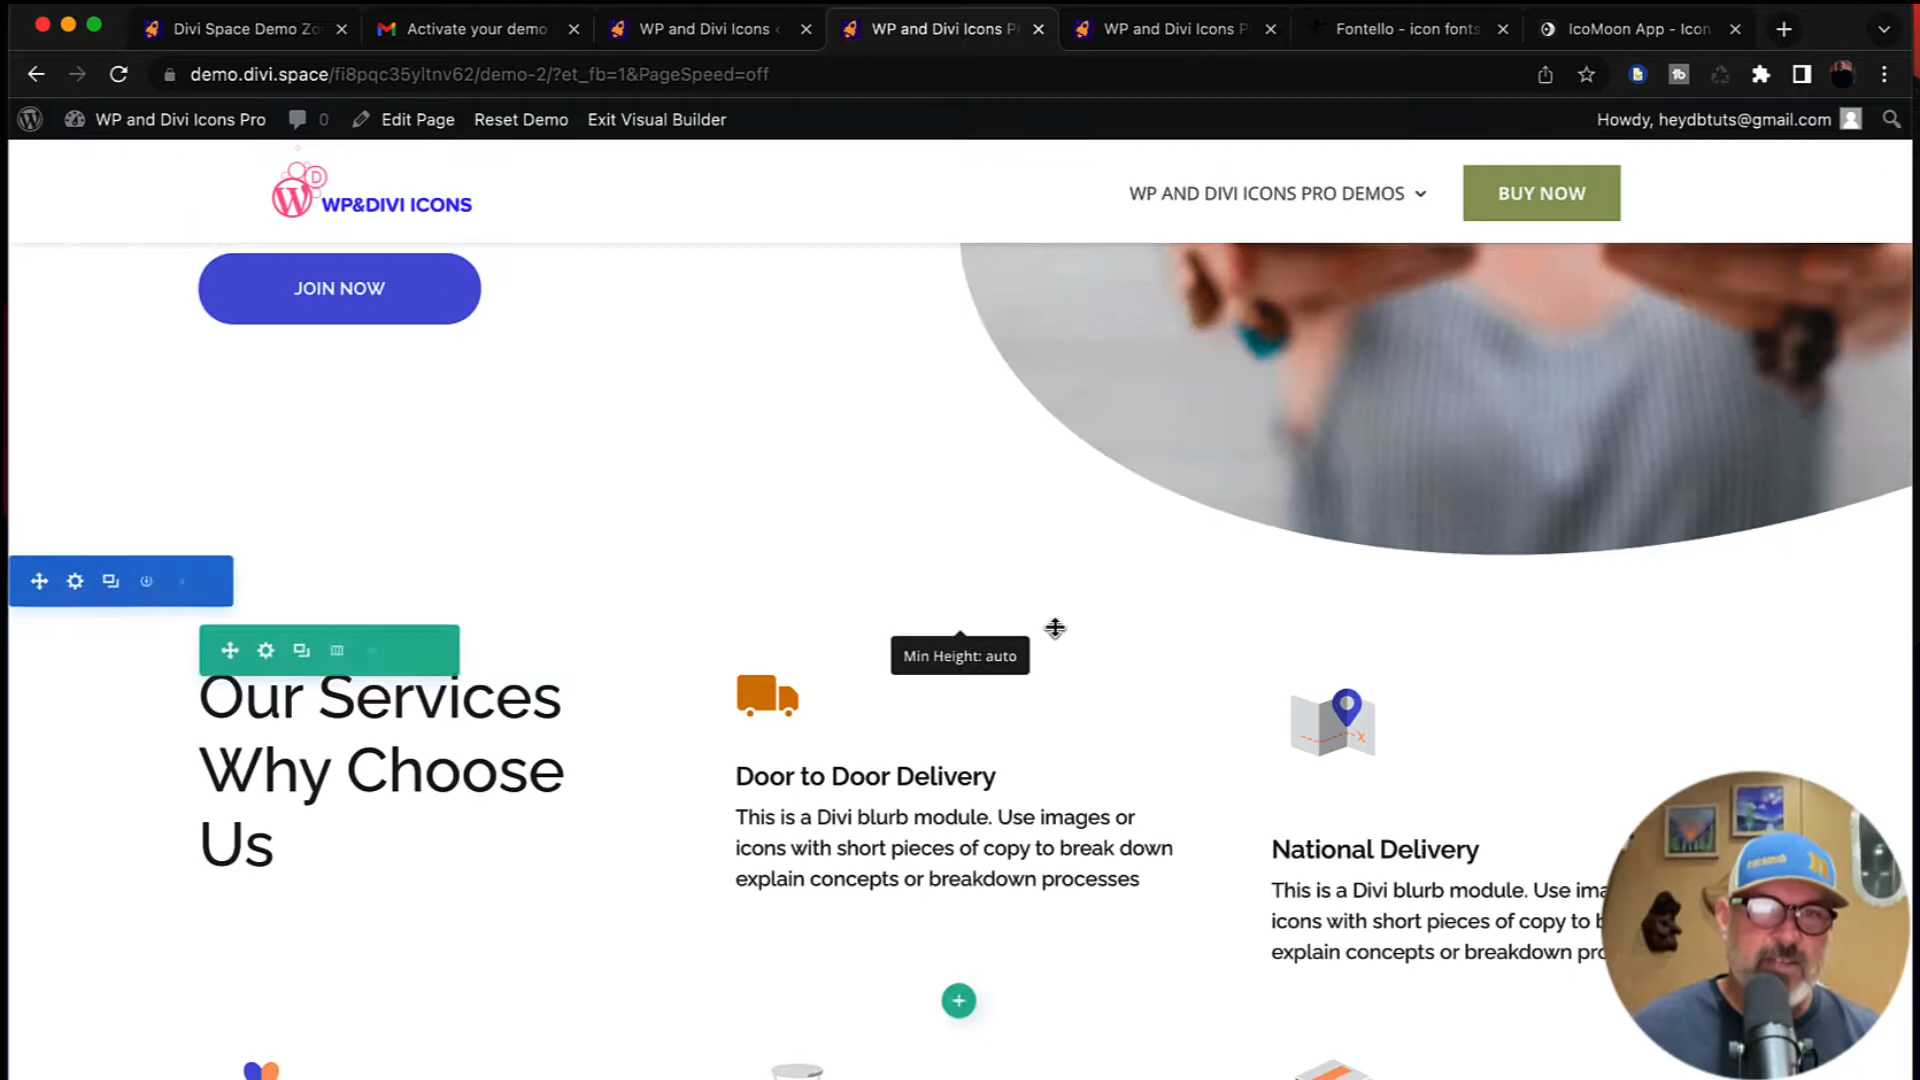 Divi Space Demo Zo
Activate your demo
WP and Divi Icons
WP and Divi Icons P
WP and Divi Icons P
Fontello - icon fonts
IcoMoon App - Icon
demo.divi.space/fi8pqc35yltnv62/demo-2/?et_fb=1&PageSpeed=off
WP and Divi Icons Pro
0
Edit Page
Reset Demo
Exit Visual Builder
Howdy, heydbtuts@gmail.com
WP&DIVI ICONS
WP AND DIVI ICONS PRO DEMOS
BUY NOW
JOIN NOW
Min Height: auto
Our Services
Why Choose
Us
Door to Door Delivery
This is a Divi blurb module. Use images or
icons with short pieces of copy to break down
explain concepts or breakdown processes
National Delivery
This is a Divi blurb module. Use ima
icons with short pieces of copy to b
explain concepts or breakdown pro